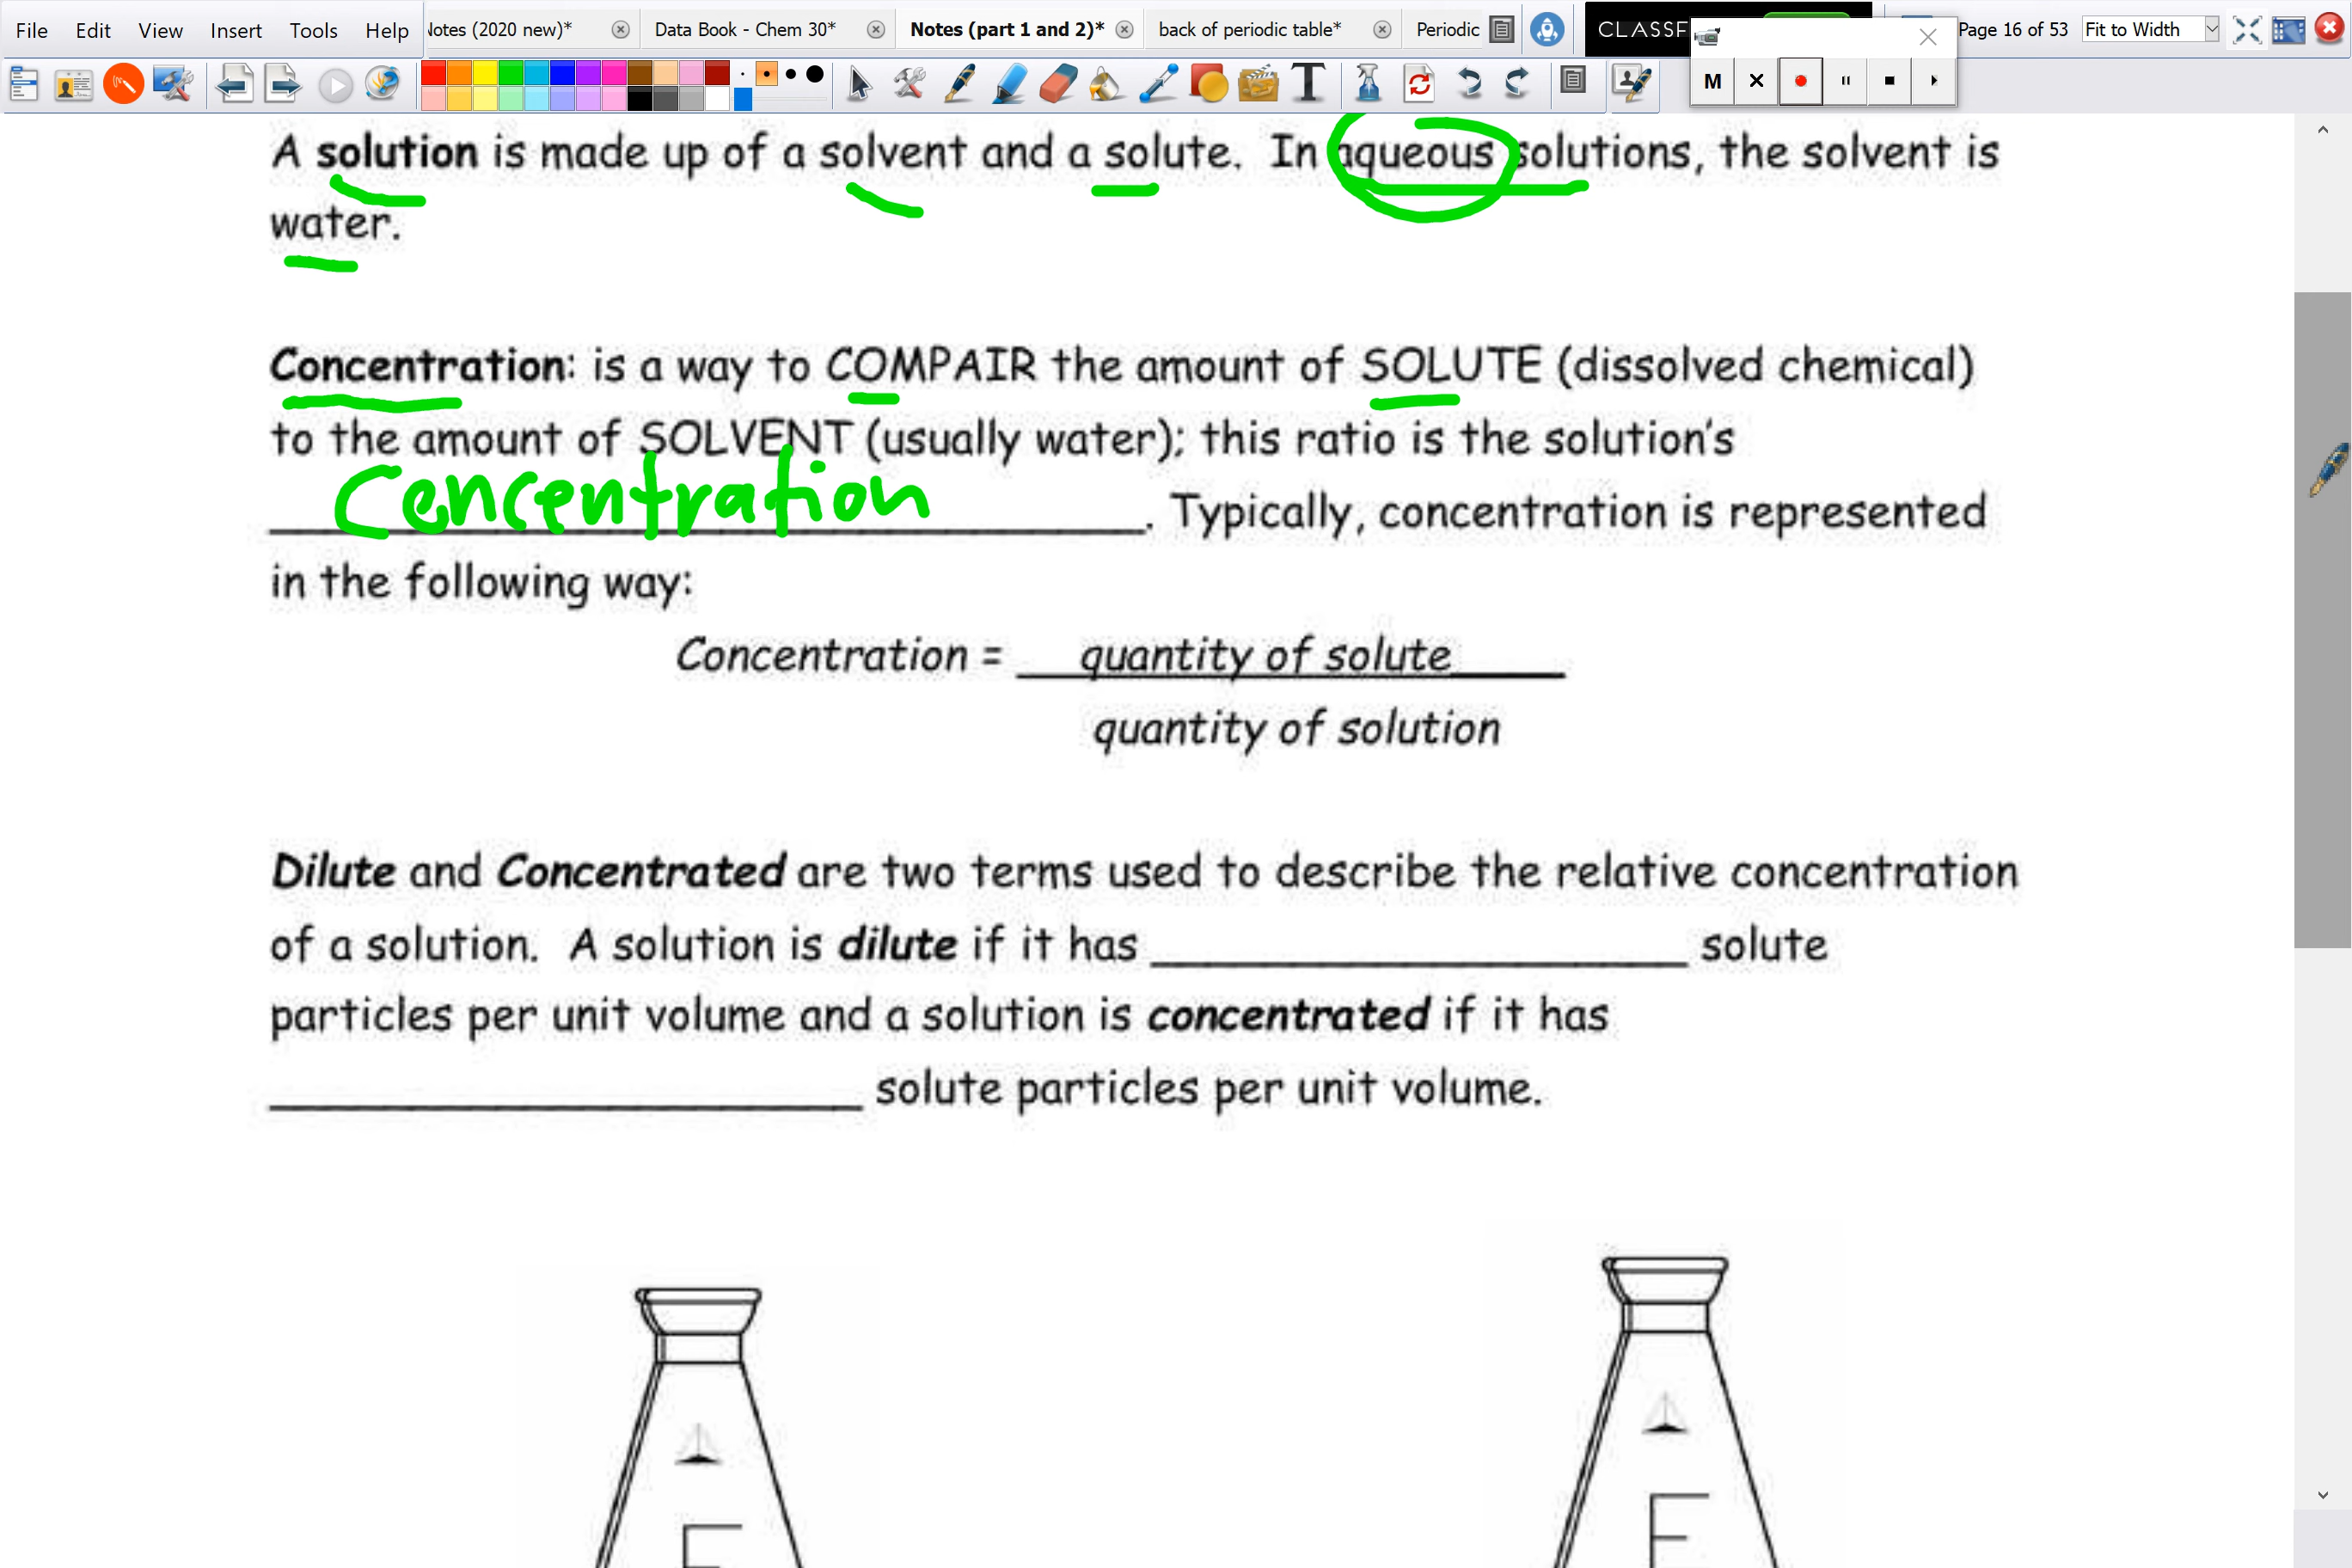 File Edit View Insert Tools Help
Notes (2020 new)* Data Book - Chem 30* Notes (part 1 and 2)* back of periodic table* Periodic CLASSF Page 16 of 53 Fit to Width
M
T
A solution is made up of a solvent and a solute. In aqueous solutions, the solvent is
water.
Concentration: is a way to COMPAIR the amount of SOLUTE (dissolved chemical)
to the amount of SOLVENT (usually water); this ratio is the solution's
Concentration. Typically, concentration is represented
in the following way:
Concentration = quantity of solute
quantity of solution
Dilute and Concentrated are two terms used to describe the relative concentration
of a solution. A solution is dilute if it has ____________________ solute
particles per unit volume and a solution is concentrated if it has
______________________ solute particles per unit volume.